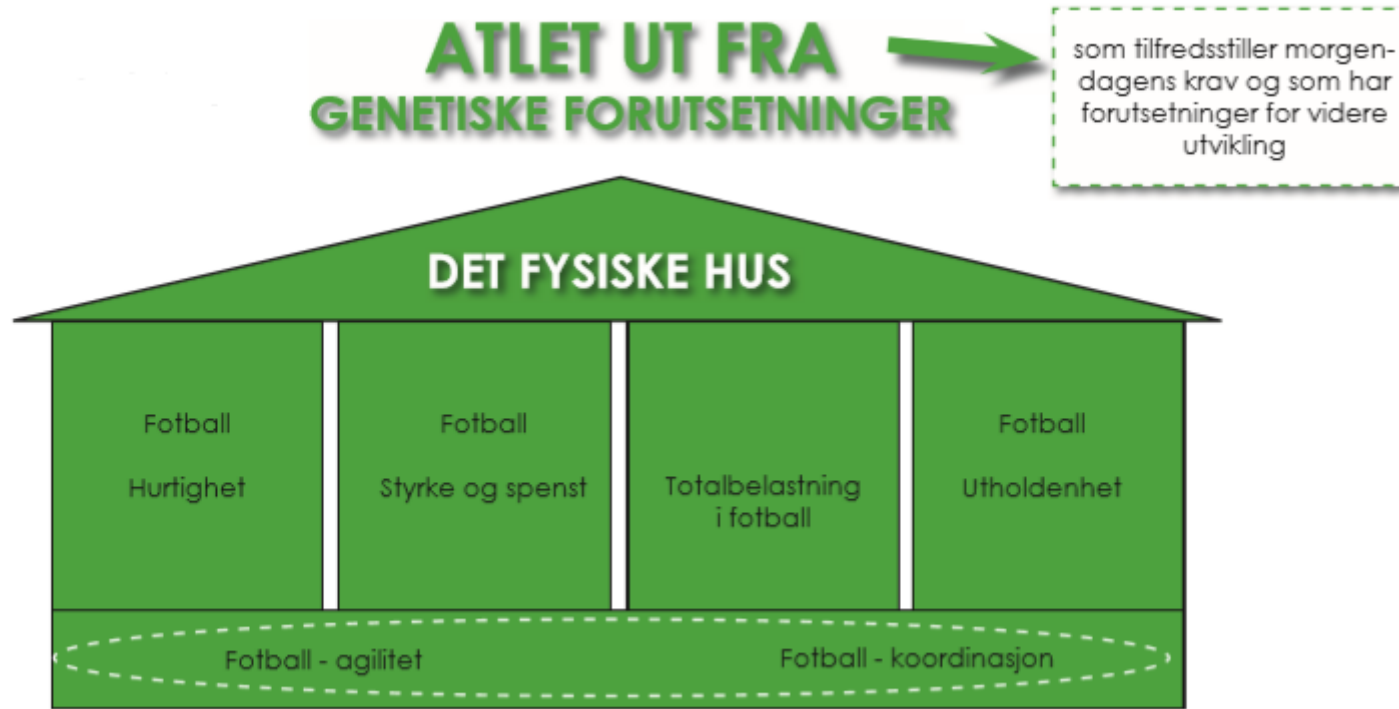 ATLET UT FRA
GENETISKE FORUTSETNINGER
som tilfredsstiller morgen-
dagens krav og som har
forutsetninger for videre
utvikling
DET FYSISKE HUS
Fotball
Hurtighet
Fotball
Styrke og spenst
Totalbelastning
i fotball
Fotball
Utholdenhet
Fotball - agilitet
Fotball - koordinasjon